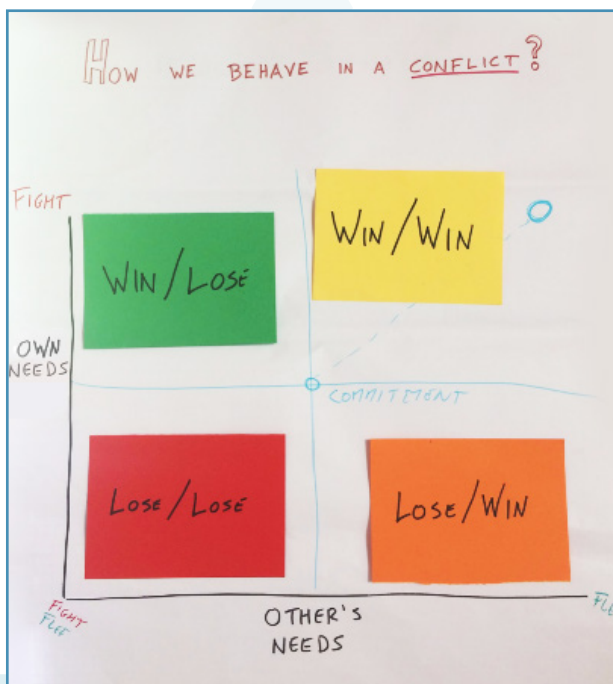 HOW WE BEHAVE IN A CONFLICT?
FIGHT
WIN/LOSE
WIN/WIN
OWN
NEEDS
COMMITMENT
LOSE/LOSE
LOSE/WIN
FIGHT
FLEE
OTHER'S
NEEDS
FLE